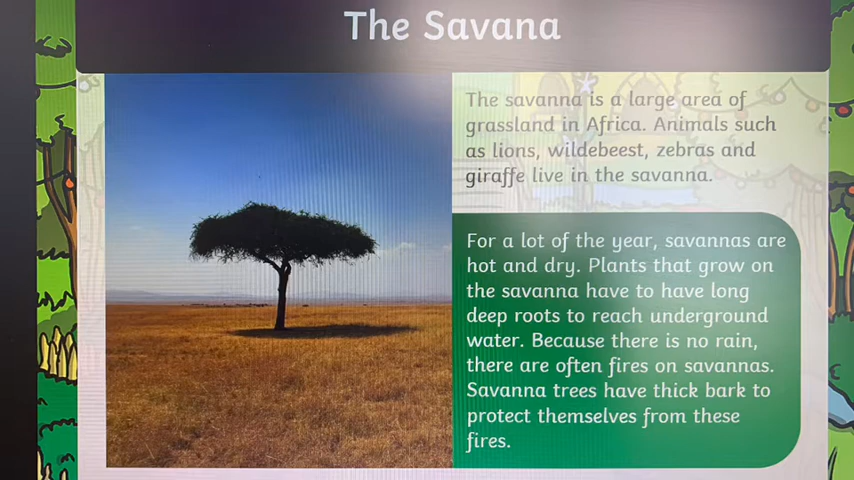 The Savana
The savanna is a large area of
grassland in Africa. Animals such
as lions, wildebeest, zebras and
giraffe live in the savanna.
For a lot of the year, savannas are
hot and dry. Plants that grow on
the savanna have to have long
deep roots to reach underground
water. Because there is no rain,
there are often fires on savannas.
Savanna trees have thick bark to
protect themselves from these
fires.